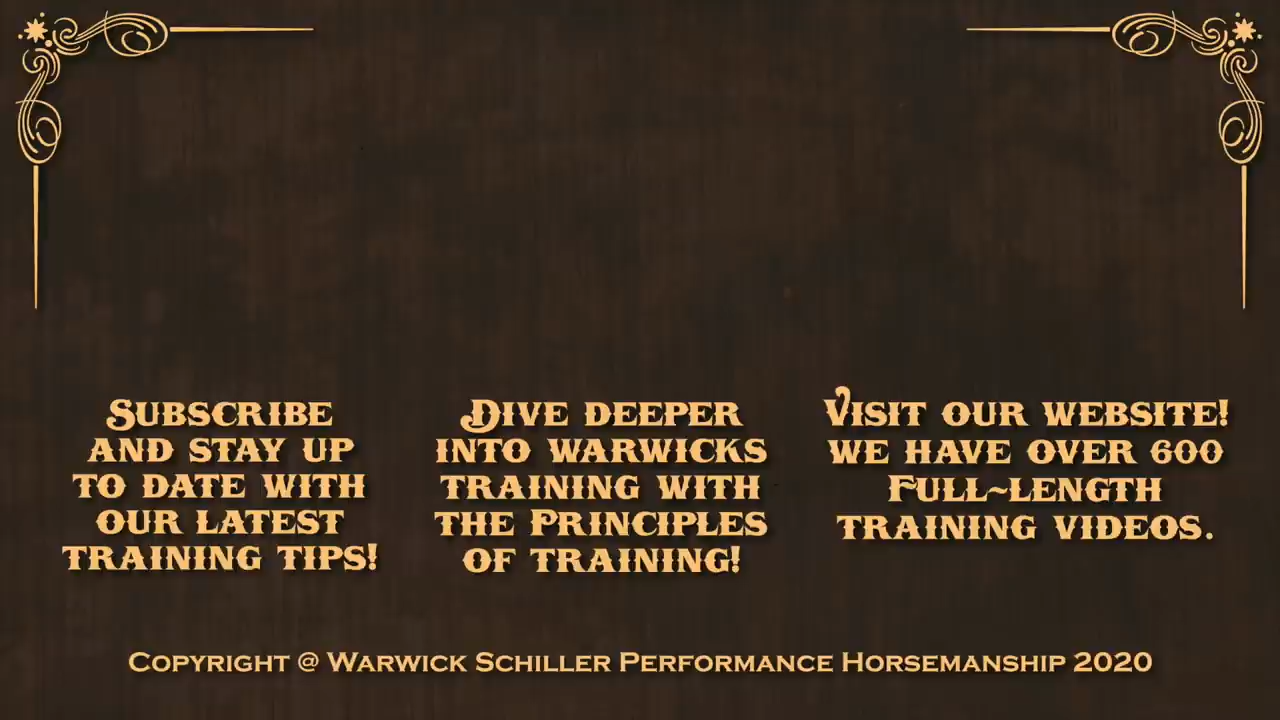 Subscribe
and stay up
to date with
our latest
training tips!
Dive deeper
into warwicks
training with
the Principles
of training!
Visit our website!
we have over 600
Full~length
training videos.
Copyright @ Warwick Schiller Performance Horsemanship 2020